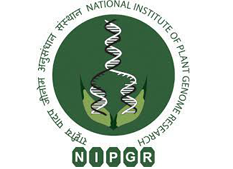 राष्ट्रीय पादप जीनोम अनुसंधान संस्थान
NATIONAL INSTITUTE OF PLANT GENOME RESEARCH
NIPGR